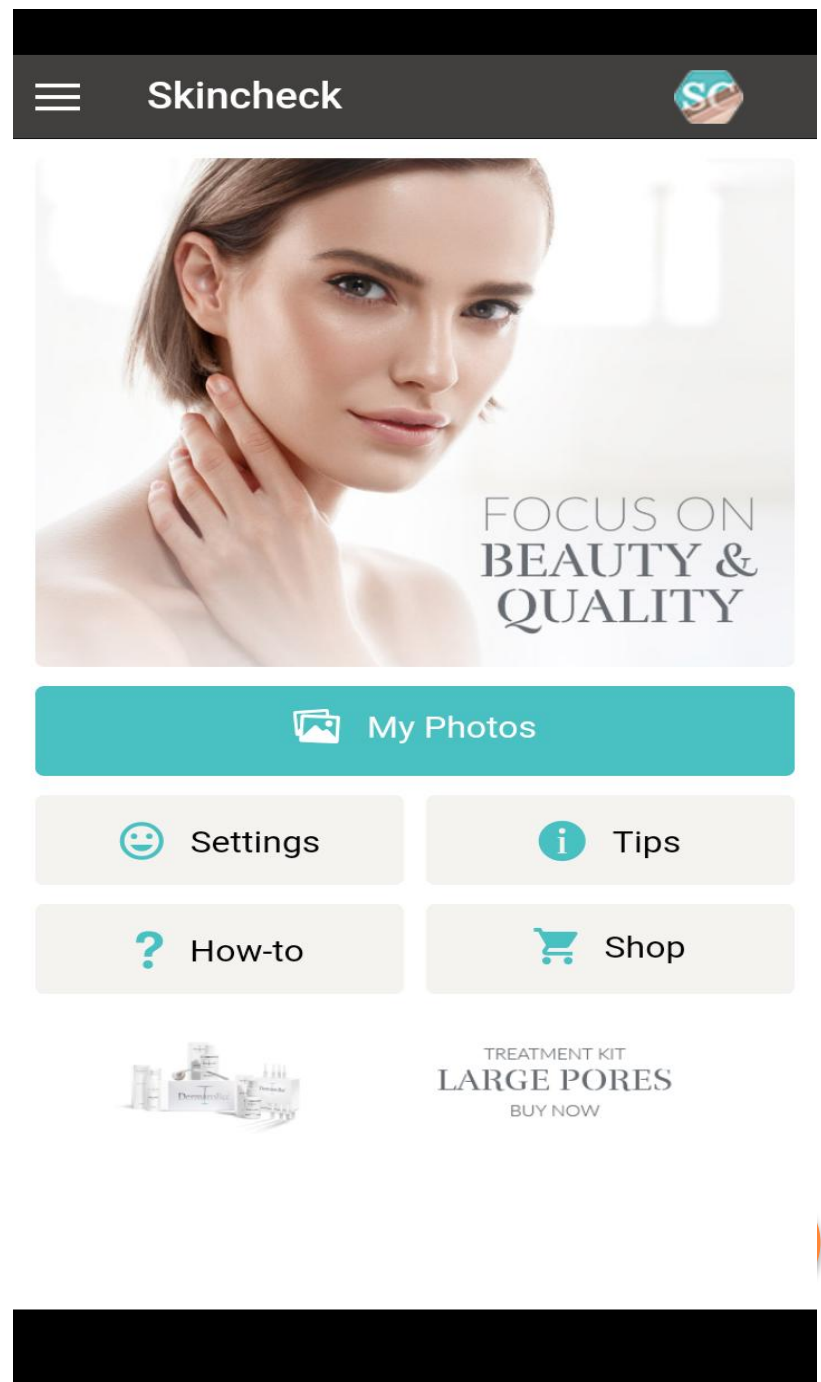 Skincheck
SC
FOCUS ON
BEAUTY &
QUALITY
My Photos
Settings
Tips
How-to
Shop
TREATMENT KIT
LARGE PORES
BUY NOW